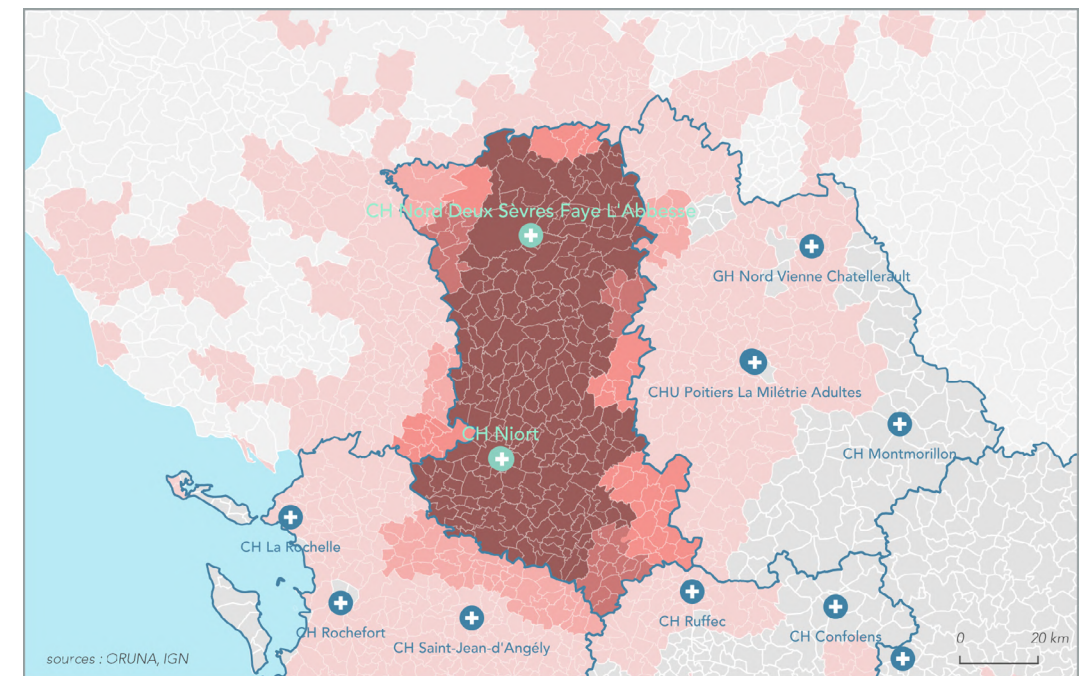 CH Nord Deux Sèvres Faye L'Abbesse
GH Nord Vienne Chatellerault
CHU Poitiers La Milétrie Adultes
CH Niort
CH Montmorillon
CH La Rochelle
CH Rochefort
CH Saint-Jean-d'Angély
CH Ruffec
CH Confolens
0 20 km
sources : ORUNA, IGN